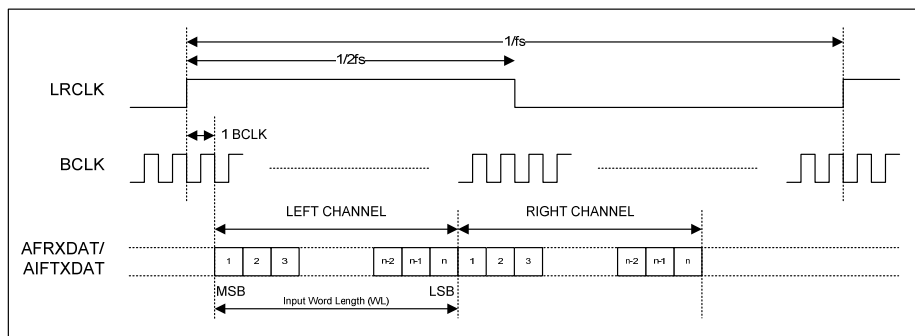 1/fs
1/2fs
LRCLK
1 BCLK
BCLK
LEFT CHANNEL
RIGHT CHANNEL
AFRXDAT/
AIFTXDAT
1 2 3 n-2 n-1 n 1 2 3 n-2 n-1 n
MSB LSB
Input Word Length (WL)